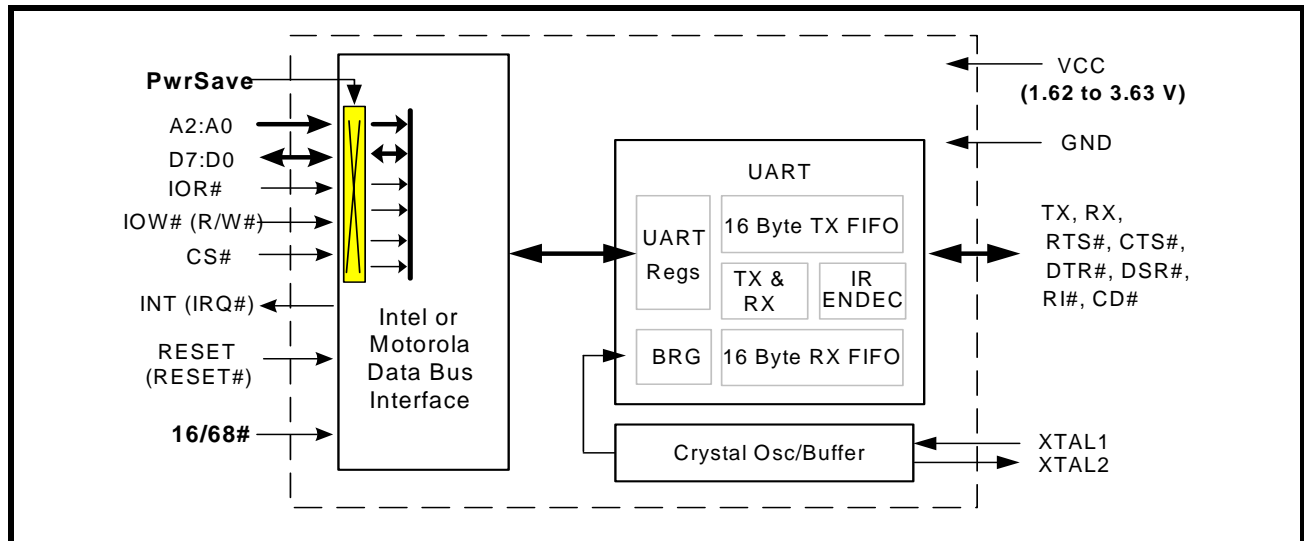 PwrSave
A2:A0
D7:D0
IOR#
IOW# (R/W#)
CS#
INT (IRQ#)
RESET
(RESET#)
16/68#
Intel or
Motorola
Data Bus
Interface
UART
UART
Regs
16 Byte TX FIFO
TX &
RX
IR
ENDEC
BRG
16 Byte RX FIFO
Crystal Osc/Buffer
VCC
(1.62 to 3.63 V)
GND
TX, RX,
RTS#, CTS#,
DTR#, DSR#,
RI#, CD#
XTAL1
XTAL2